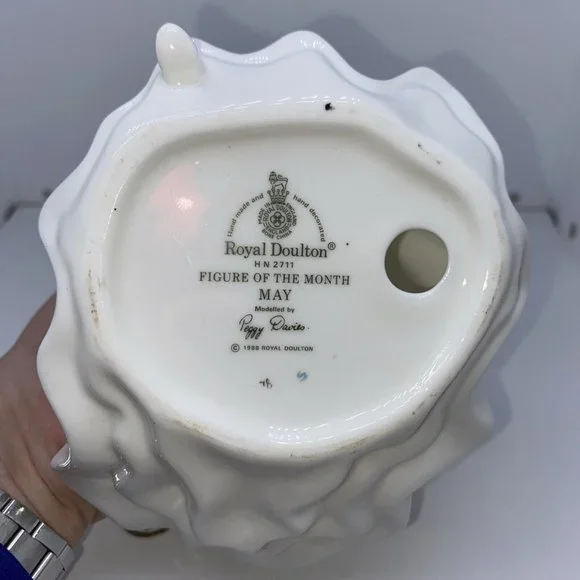 Hand made and hand decorated
Royal Doulton®
HN 2711
FIGURE OF THE MONTH
MAY
Modelled by
Peggy Davies.
© 1986 ROYAL DOULTON